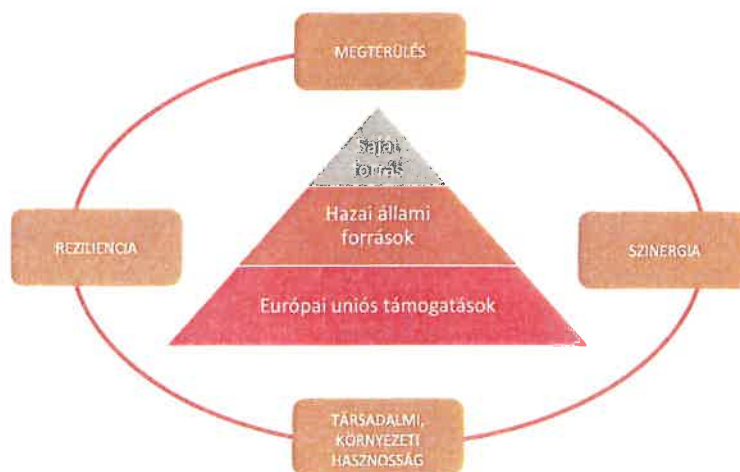 MEGTÉRÜLÉS
Saját
forrás
Hazai állami
források
REZILIENCIA
SZINERGIA
Európai uniós támogatások
TÁRSADALMI,
KÖRNYEZETI
HASZNOSSÁG